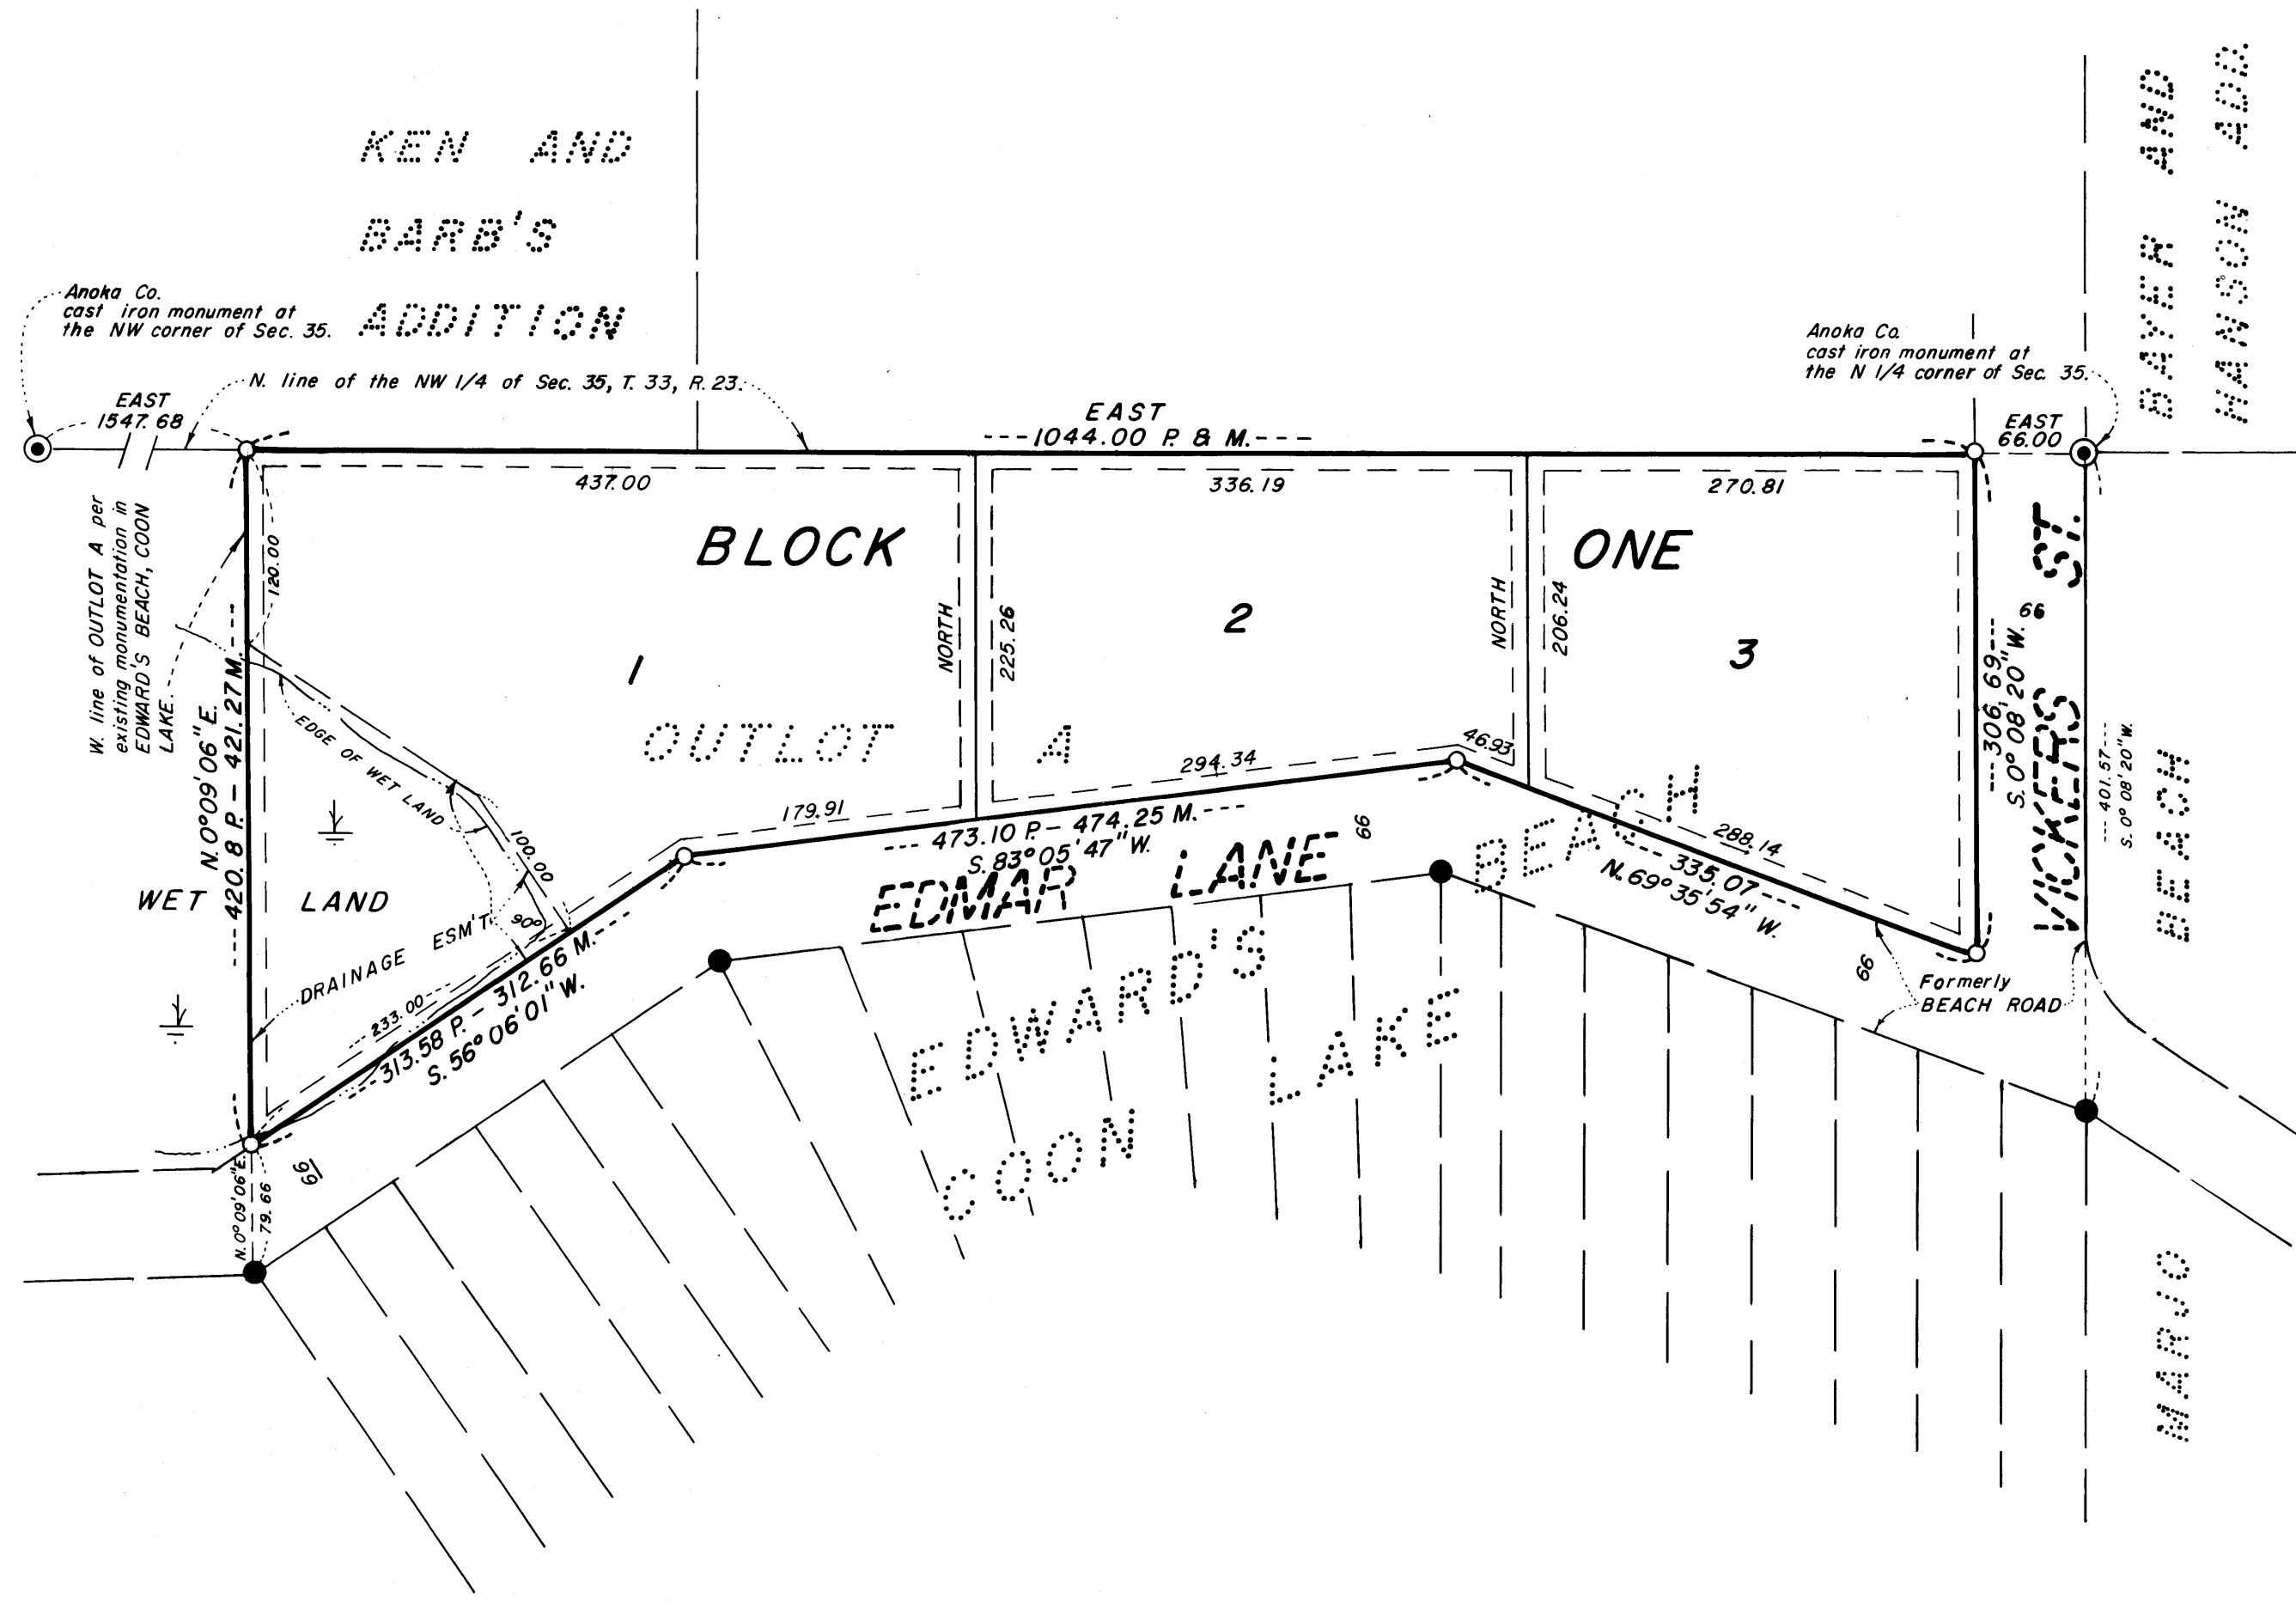 KEN AND
BARB'S
ADDITION
BAYER AND
HANSON ADD.
Anoka Co.
cast iron monument at
the NW corner of Sec. 35.
N. line of the NW 1/4 of Sec. 35, T. 33, R. 23.
Anoka Co.
cast iron monument at
the N 1/4 corner of Sec. 35.
EAST
1547.68
EAST
---1044.00 P. & M.---
EAST
66.00
437.00
336.19
270.81
W. line of OUTLOT A per
existing monumentation in
EDWARD'S BEACH, COON
LAKE.
120.00
BLOCK ONE
NORTH
225.26
NORTH
206.24
1
2
3
OUTLOT A
N. 0° 09' 06" E.
--- 420.8 P. - 421.27 M. ---
---306.69---
S. 0° 08' 20" W.
66
VICKERS ST.
---401.57---
S. 0° 08' 20" W.
EDGE OF WET LAND
100.00
90°
179.91
294.34
46.93
288.14
--- 473.10 P. - 474.25 M. ---
S. 83° 05' 47" W.
EDMAR LANE
66
--- 335.07 ---
N. 69° 35' 54" W.
WET LAND
DRAINAGE ESM'T.
233.00
--- 313.58 P. - 312.66 M. ---
S. 56° 06' 01" W.
66
Formerly
BEACH ROAD
66
N. 0° 09' 06" E.
79.66
EDWARD'S BEACH
COON LAKE
MARJO BEACH